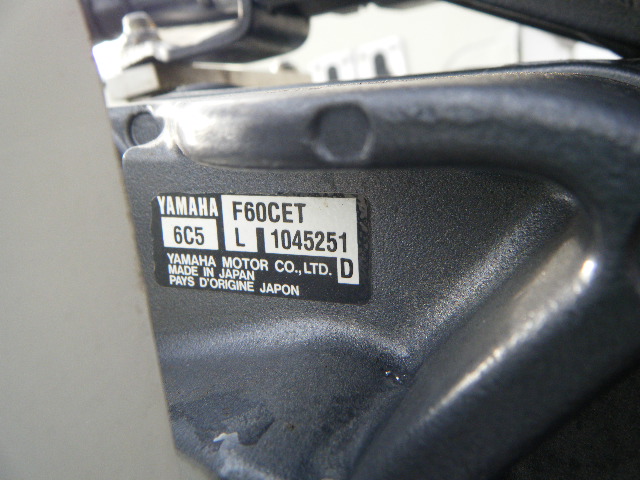 YAMAHA F60CET
6C5 L 1045251
YAMAHA MOTOR CO., LTD. D
MADE IN JAPAN
PAYS D'ORIGINE JAPON